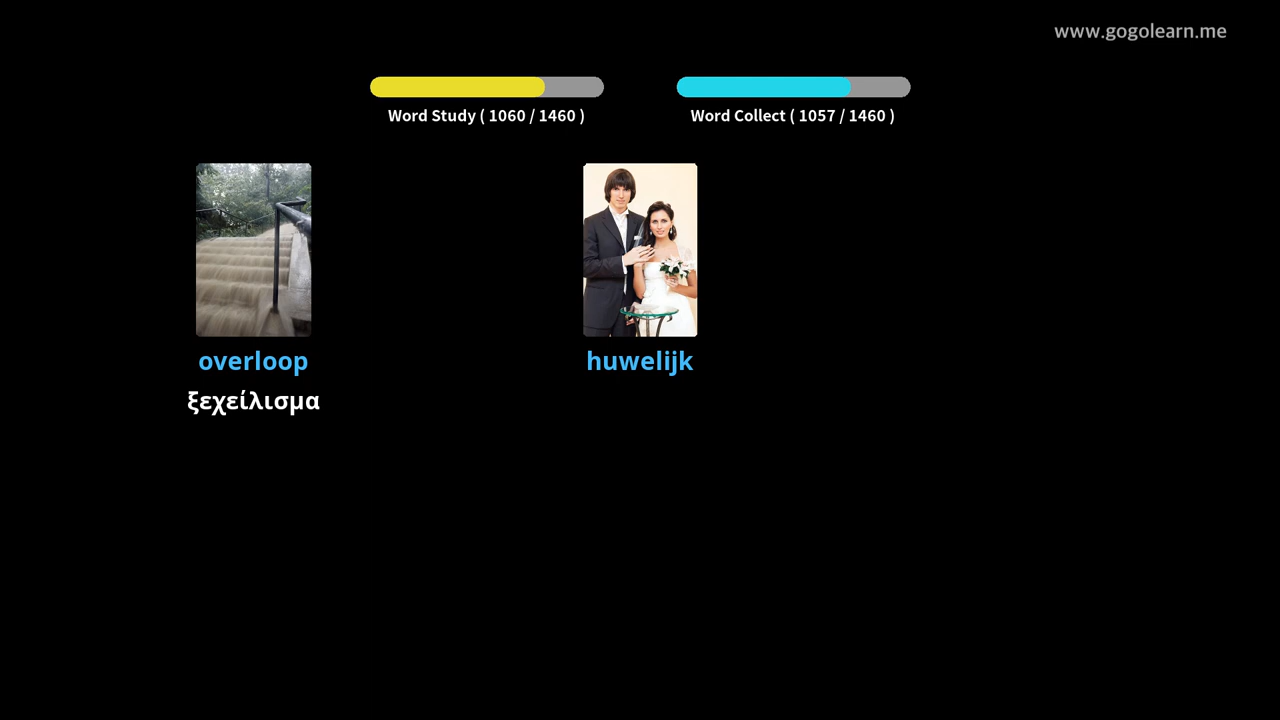 www.gogolearn.me
Word Study ( 1060 / 1460 )
Word Collect ( 1057 / 1460 )
overloop
huwelijk
ξεχείλισμα